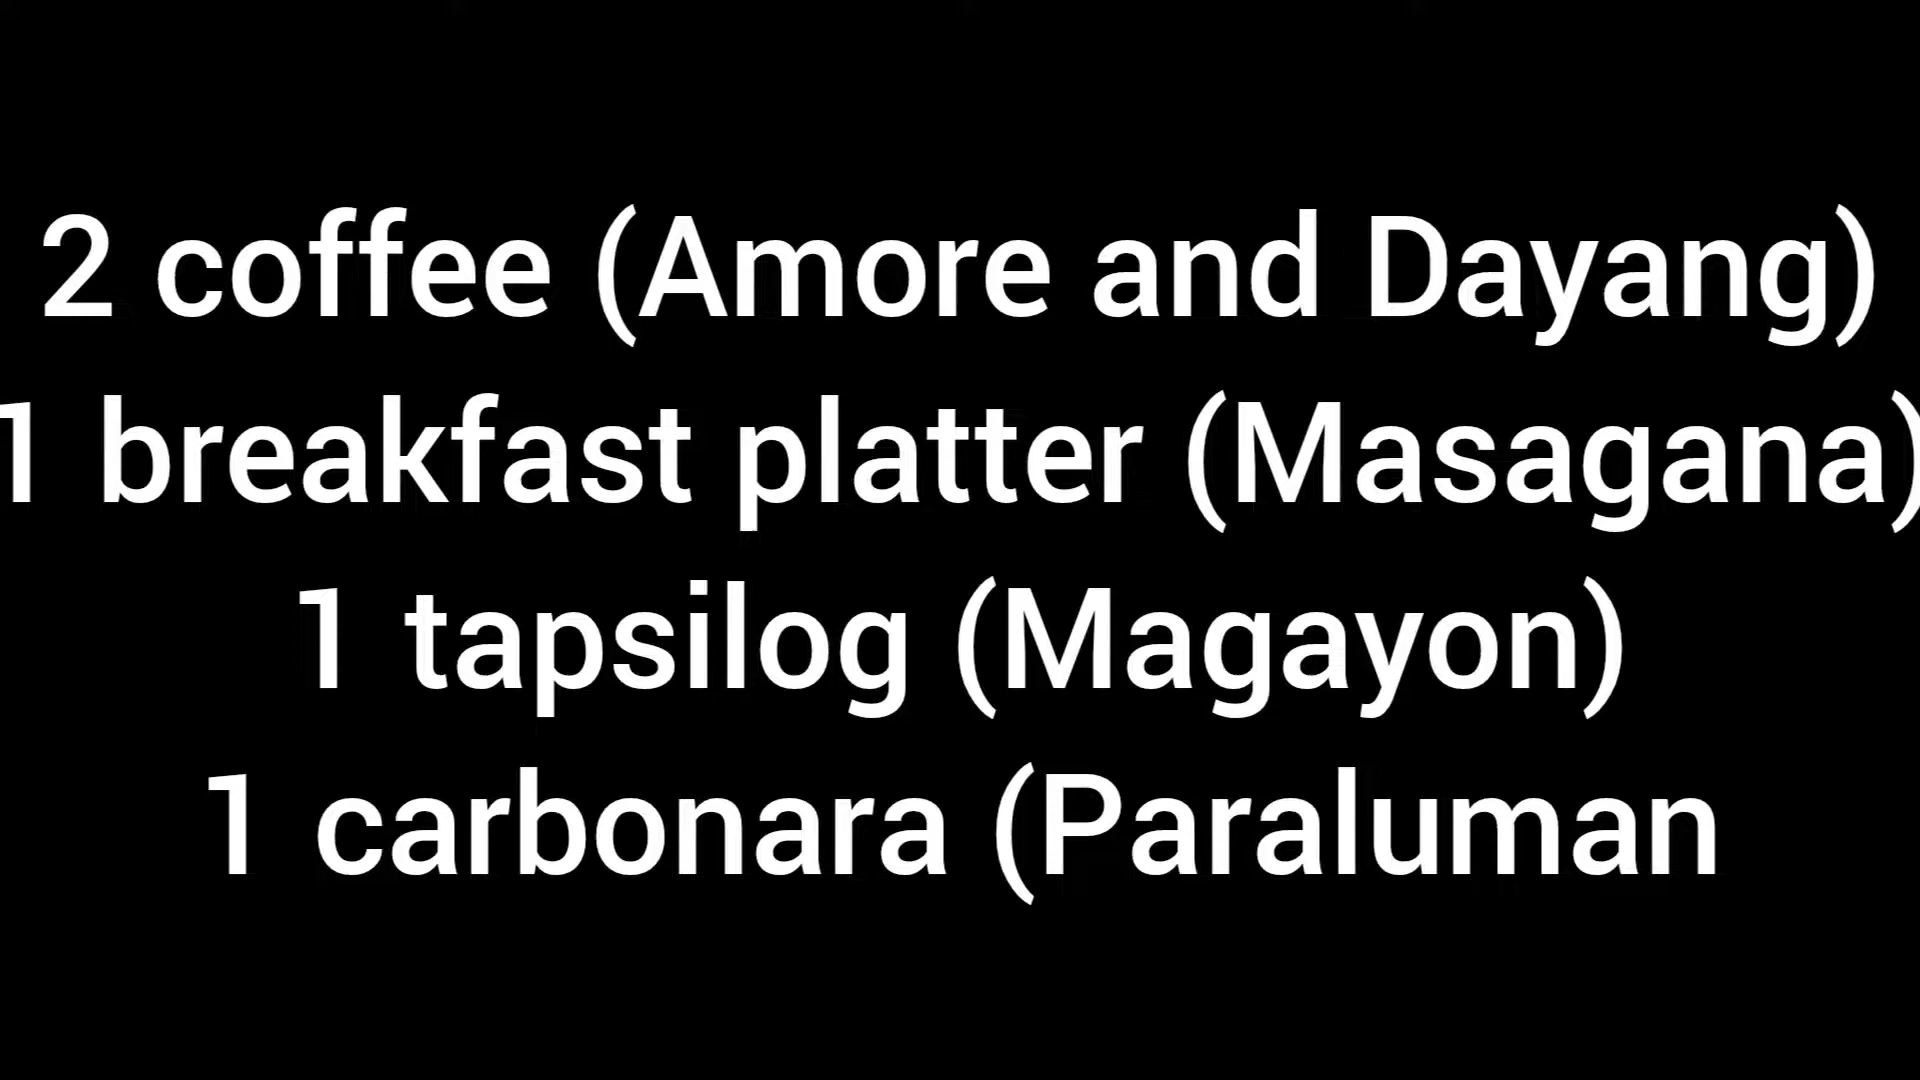 2 coffee (Amore and Dayang)
1 breakfast platter (Masagana)
1 tapsilog (Magayon)
1 carbonara (Paraluman